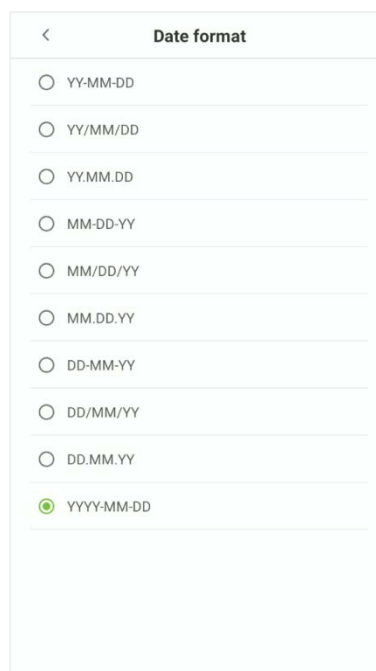 Date format
YY-MM-DD
YY/MM/DD
YY.MM.DD
MM-DD-YY
MM/DD/YY
MM.DD.YY
DD-MM-YY
DD/MM/YY
DD.MM.YY
YYYY-MM-DD